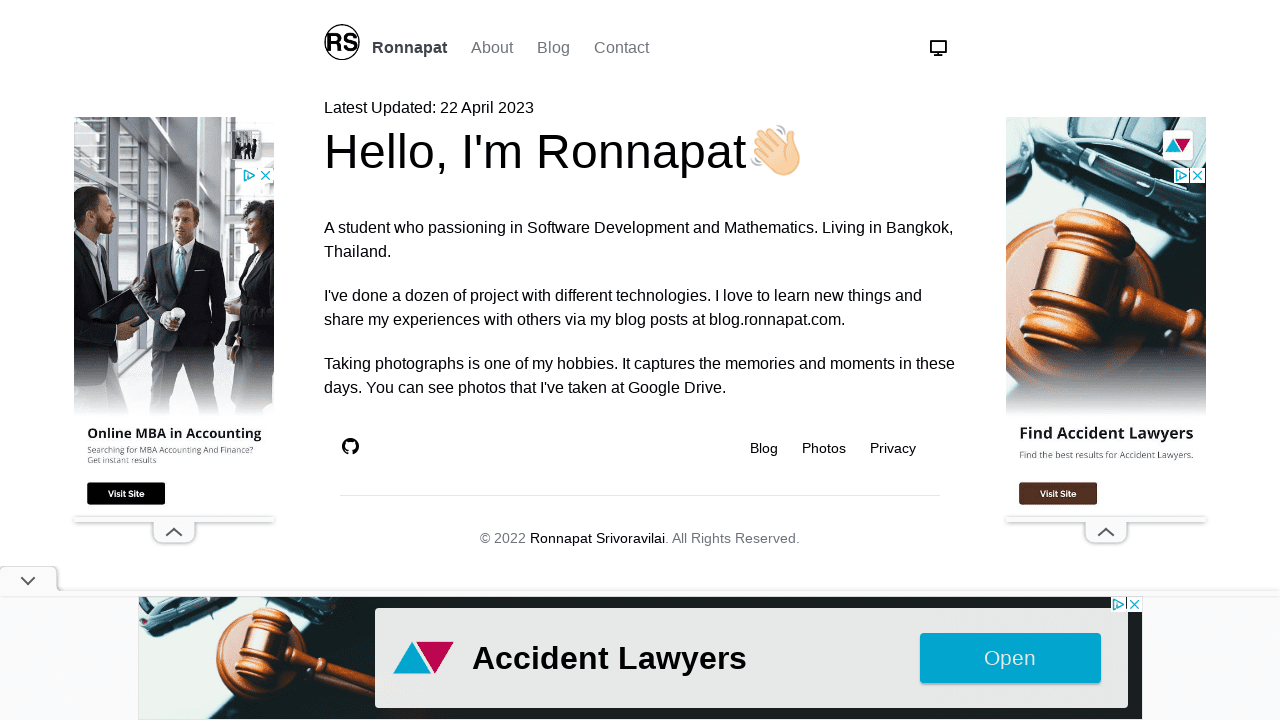 RS Ronnapat About Blog Contact
Latest Updated: 22 April 2023
Hello, I'm Ronnapat
A student who passioning in Software Development and Mathematics. Living in Bangkok,
Thailand.
I've done a dozen of project with different technologies. I love to learn new things and
share my experiences with others via my blog posts at blog.ronnapat.com.
Taking photographs is one of my hobbies. It captures the memories and moments in these
days. You can see photos that I've taken at Google Drive.
Blog Photos Privacy
© 2022 Ronnapat Srivoravilai. All Rights Reserved.
Online MBA in Accounting
Searching for MBA Accounting And Finance?
Get instant results
Visit Site
Find Accident Lawyers
Find the best results for Accident Lawyers.
Visit Site
Accident Lawyers
Open